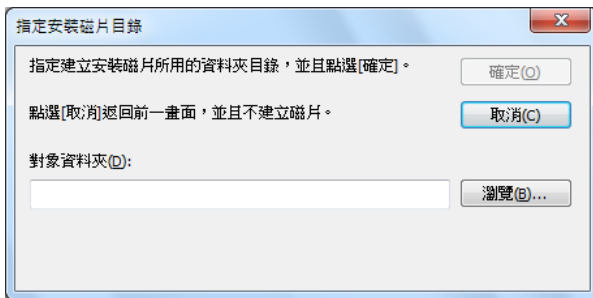 指定安裝磁片目錄
指定建立安裝磁片所用的資料夾目錄，並且點選[確定]。
確定(O)
點選[取消]返回前一畫面，並且不建立磁片。
取消(C)
對象資料夾(D):
瀏覽(B)...